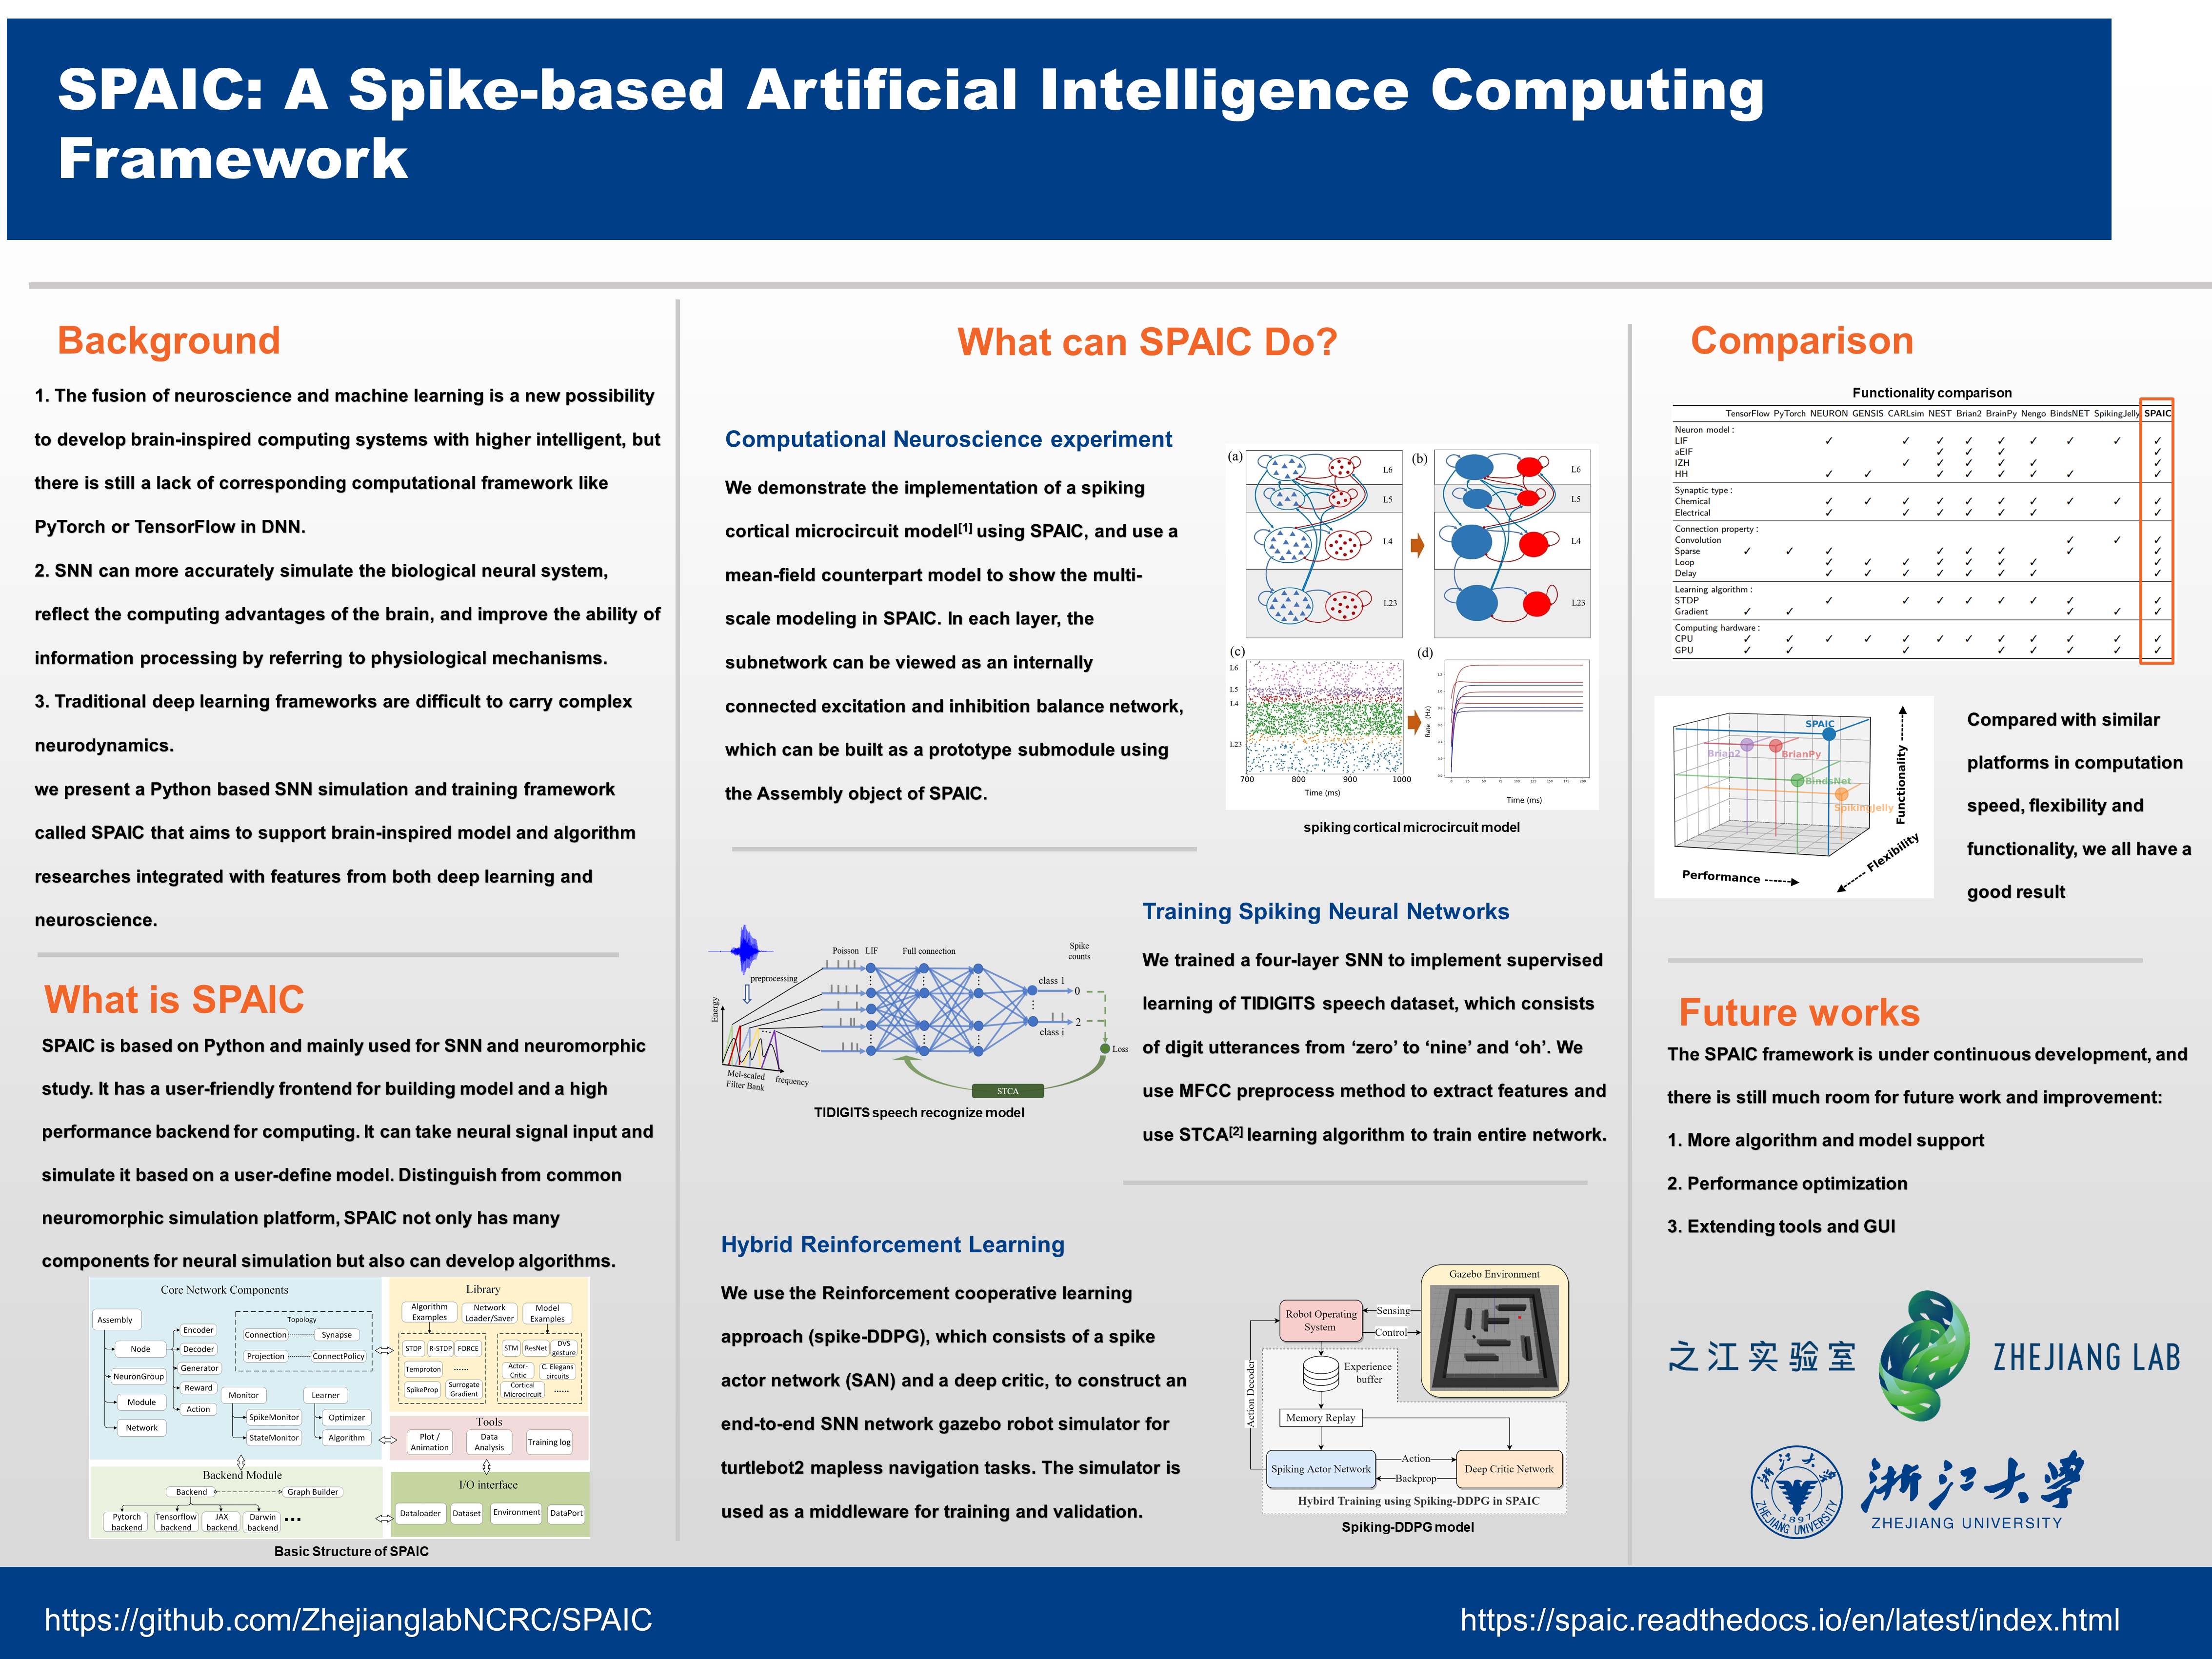 SPAIC: A Spike-based Artificial Intelligence Computing
Framework
Background
1. The fusion of neuroscience and machine learning is a new possibility
to develop brain-inspired computing systems with higher intelligent, but
there is still a lack of corresponding computational framework like
PyTorch or TensorFlow in DNN.
2. SNN can more accurately simulate the biological neural system,
reflect the computing advantages of the brain, and improve the ability of
information processing by referring to physiological mechanisms.
3. Traditional deep learning frameworks are difficult to carry complex
neurodynamics.
we present a Python based SNN simulation and training framework
called SPAIC that aims to support brain-inspired model and algorithm
researches integrated with features from both deep learning and
neuroscience.
What is SPAIC
SPAIC is based on Python and mainly used for SNN and neuromorphic
study. It has a user-friendly frontend for building model and a high
performance backend for computing. It can take neural signal input and
simulate it based on a user-define model. Distinguish from common
neuromorphic simulation platform, SPAIC not only has many
components for neural simulation but also can develop algorithms.
Core Network Components
Assembly
Node
NeuronGroup
Module
Network
Encoder
Decoder
Generator
Reward
Action
Topology
Connection
Synapse
Projection
ConnectPolicy
Monitor
SpikeMonitor
StateMonitor
Learner
Optimizer
Algorithm
Library
Algorithm
Examples
Network
Loader/Saver
Model
Examples
STDP
R-STDP
FORCE
Temproton
......
SpikeProp
Surrogate
Gradient
STM
ResNet
DVS
gesture
Actor-
Critic
C. Elegans
circuits
Cortical
Microcircuit
......
Tools
Plot /
Animation
Data
Analysis
Training log
Backend Module
Backend
Graph Builder
Pytorch
backend
Tensorflow
backend
JAX
backend
Darwin
backend
...
I/O interface
Dataloader
Dataset
Environment
DataPort
Basic Structure of SPAIC
What can SPAIC Do?
Computational Neuroscience experiment
We demonstrate the implementation of a spiking
cortical microcircuit model[1] using SPAIC, and use a
mean-field counterpart model to show the multi-
scale modeling in SPAIC. In each layer, the
subnetwork can be viewed as an internally
connected excitation and inhibition balance network,
which can be built as a prototype submodule using
the Assembly object of SPAIC.
(a)
L6
L5
L4
L23
(b)
L6
L5
L4
L23
(c)
L6
L5
L4
L23
700 800 900 1000
Time (ms)
(d)
Rate (Hz)
Time (ms)
spiking cortical microcircuit model
preprocessing
Energy
Mel-scaled
Filter Bank
frequency
Poisson
LIF
Full connection
Spike
counts
class 1
0
class i
2
Loss
STCA
TIDIGITS speech recognize model
Training Spiking Neural Networks
We trained a four-layer SNN to implement supervised
learning of TIDIGITS speech dataset, which consists
of digit utterances from ‘zero’ to ‘nine’ and ‘oh’. We
use MFCC preprocess method to extract features and
use STCA[2] learning algorithm to train entire network.
Hybrid Reinforcement Learning
We use the Reinforcement cooperative learning
approach (spike-DDPG), which consists of a spike
actor network (SAN) and a deep critic, to construct an
end-to-end SNN network gazebo robot simulator for
turtlebot2 mapless navigation tasks. The simulator is
used as a middleware for training and validation.
Gazebo Environment
Robot Operating
System
Sensing
Control
Action Decoder
Experience
buffer
Memory Replay
Spiking Actor Network
Action
Backprop
Deep Critic Network
Hybird Training using Spiking-DDPG in SPAIC
Spiking-DDPG model
Comparison
Functionality comparison
TensorFlow PyTorch NEURON GENSIS CARLsim NEST Brian2 BrainPy Nengo BindsNET SpikingJelly SPAIC
Neuron model :
LIF ✓ ✓ ✓ ✓ ✓ ✓ ✓ ✓ ✓
aEIF ✓ ✓ ✓ ✓
IZH ✓ ✓ ✓ ✓ ✓ ✓
HH ✓ ✓ ✓ ✓ ✓ ✓ ✓ ✓
Synaptic type :
Chemical ✓ ✓ ✓ ✓ ✓ ✓ ✓ ✓ ✓ ✓
Electrical ✓ ✓ ✓ ✓ ✓ ✓ ✓
Connection property :
Convolution ✓ ✓ ✓
Sparse ✓ ✓ ✓ ✓ ✓ ✓ ✓ ✓
Loop ✓ ✓ ✓ ✓ ✓ ✓ ✓ ✓
Delay ✓ ✓ ✓ ✓ ✓ ✓ ✓ ✓
Learning algorithm :
STDP ✓ ✓ ✓ ✓ ✓ ✓ ✓ ✓
Gradient ✓ ✓ ✓ ✓ ✓
Computing hardware :
CPU ✓ ✓ ✓ ✓ ✓ ✓ ✓ ✓ ✓ ✓ ✓ ✓
GPU ✓ ✓ ✓ ✓ ✓ ✓ ✓ ✓
SPAIC
Brian2
BrianPy
BindsNet
SpikingJelly
Functionality
Flexibility
Performance
Compared with similar
platforms in computation
speed, flexibility and
functionality, we all have a
good result
Future works
The SPAIC framework is under continuous development, and
there is still much room for future work and improvement:
1. More algorithm and model support
2. Performance optimization
3. Extending tools and GUI
之江实验室
ZHEJIANG LAB
浙江大学
ZHEJIANG UNIVERSITY
1897
浙江大学
ZHEJIANG UNIVERSITY
https://github.com/ZhejianglabNCRC/SPAIC
https://spaic.readthedocs.io/en/latest/index.html